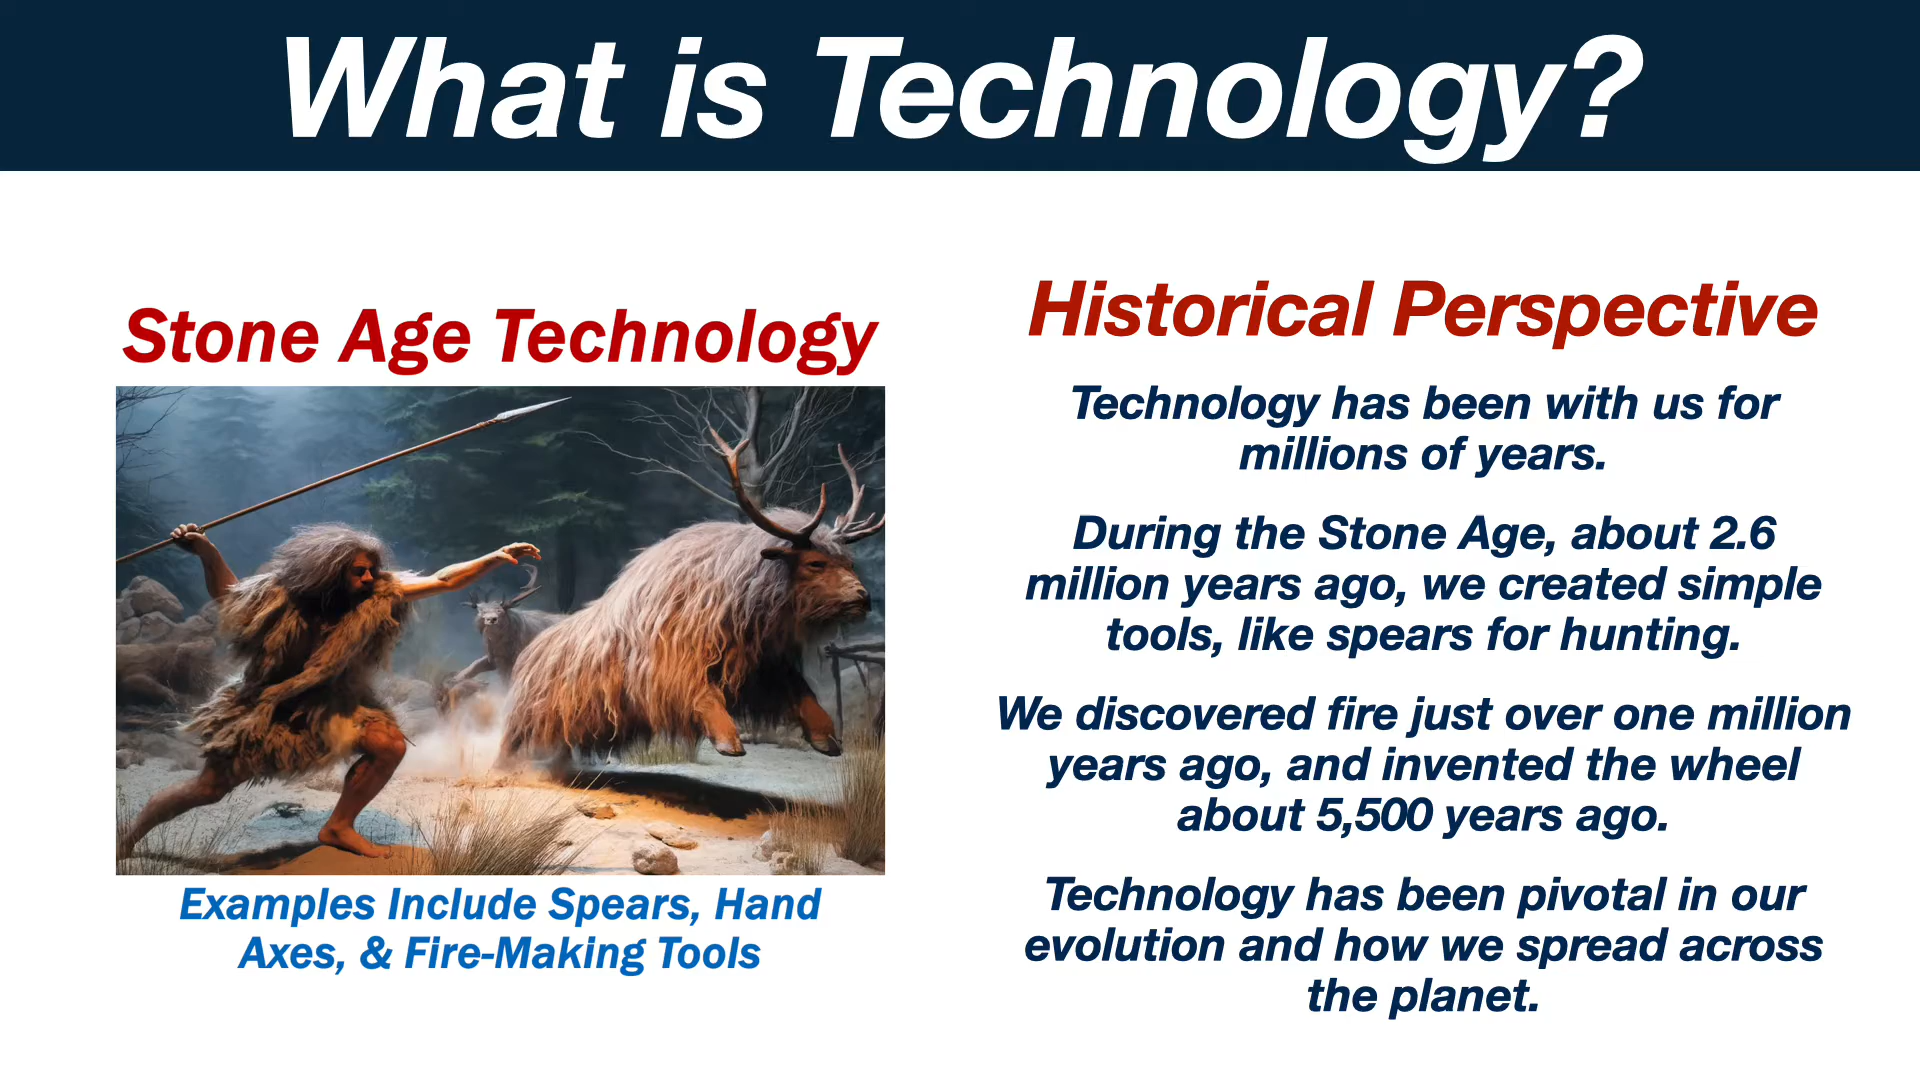 What is Technology?
Stone Age Technology
Examples Include Spears, Hand
Axes, & Fire-Making Tools
Historical Perspective
Technology has been with us for
millions of years.
During the Stone Age, about 2.6
million years ago, we created simple
tools, like spears for hunting.
We discovered fire just over one million
years ago, and invented the wheel
about 5,500 years ago.
Technology has been pivotal in our
evolution and how we spread across
the planet.